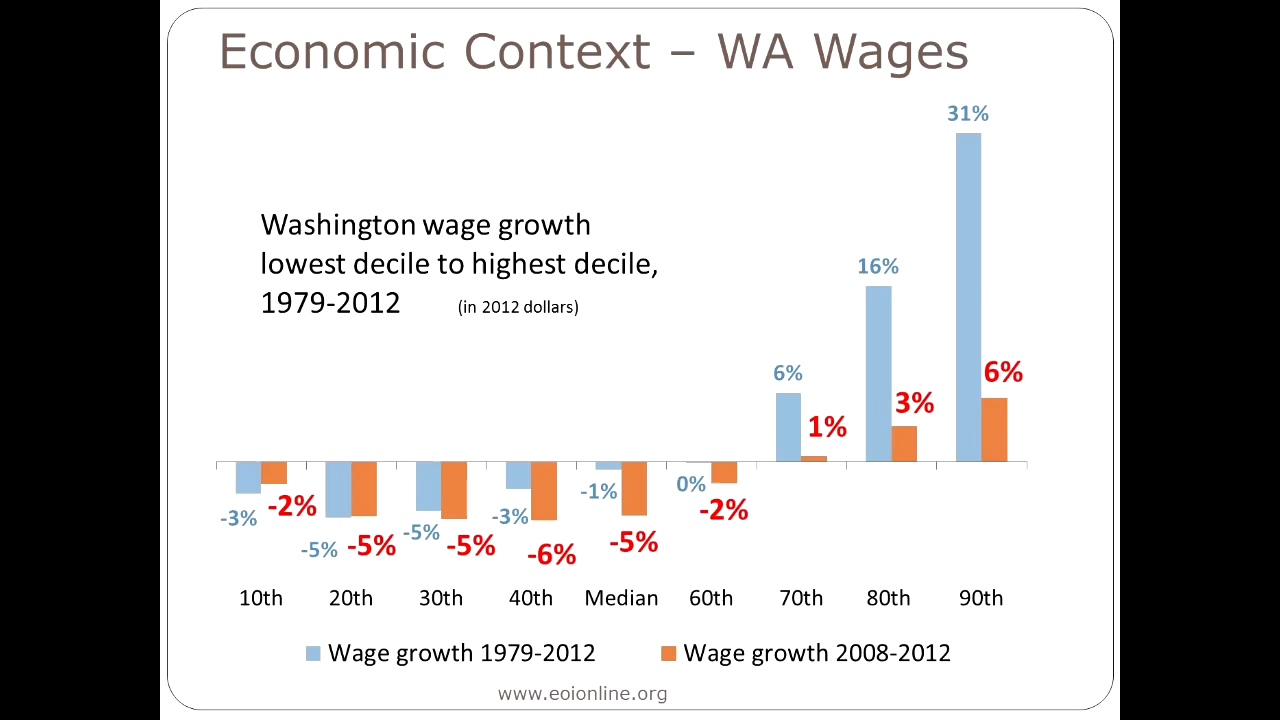 Economic Context – WA Wages
Washington wage growth
lowest decile to highest decile,
1979-2012 (in 2012 dollars)
31%
16%
6%
6%
3%
1%
-3%
-2%
-5%
-5%
-5%
-5%
-3%
-6%
-1%
-5%
0%
-2%
10th 20th 30th 40th Median 60th 70th 80th 90th
Wage growth 1979-2012 Wage growth 2008-2012
www.eoionline.org